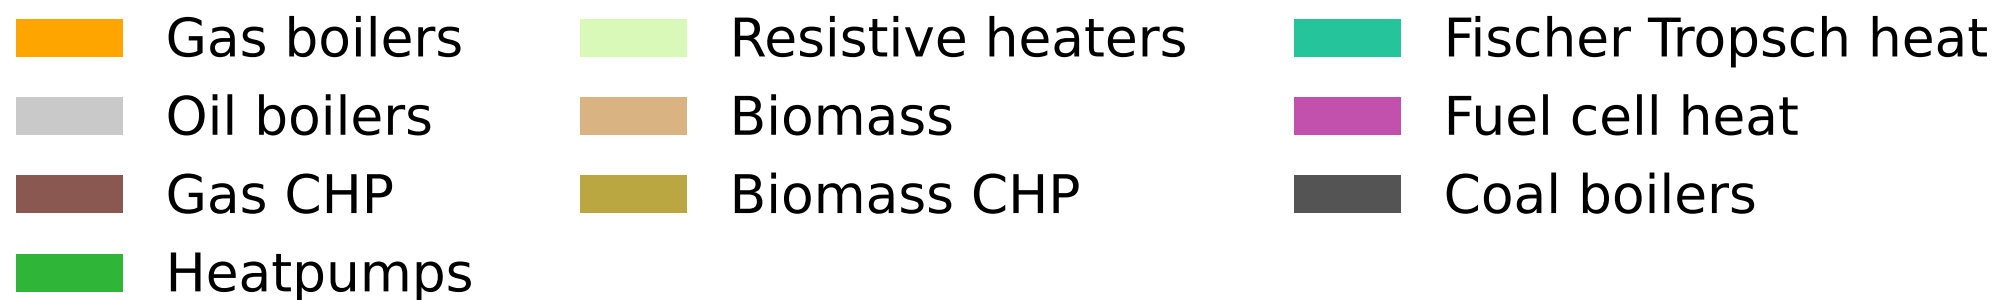 Gas boilers
Oil boilers
Gas CHP
Heatpumps
Resistive heaters
Biomass
Biomass CHP
Fischer Tropsch heat
Fuel cell heat
Coal boilers